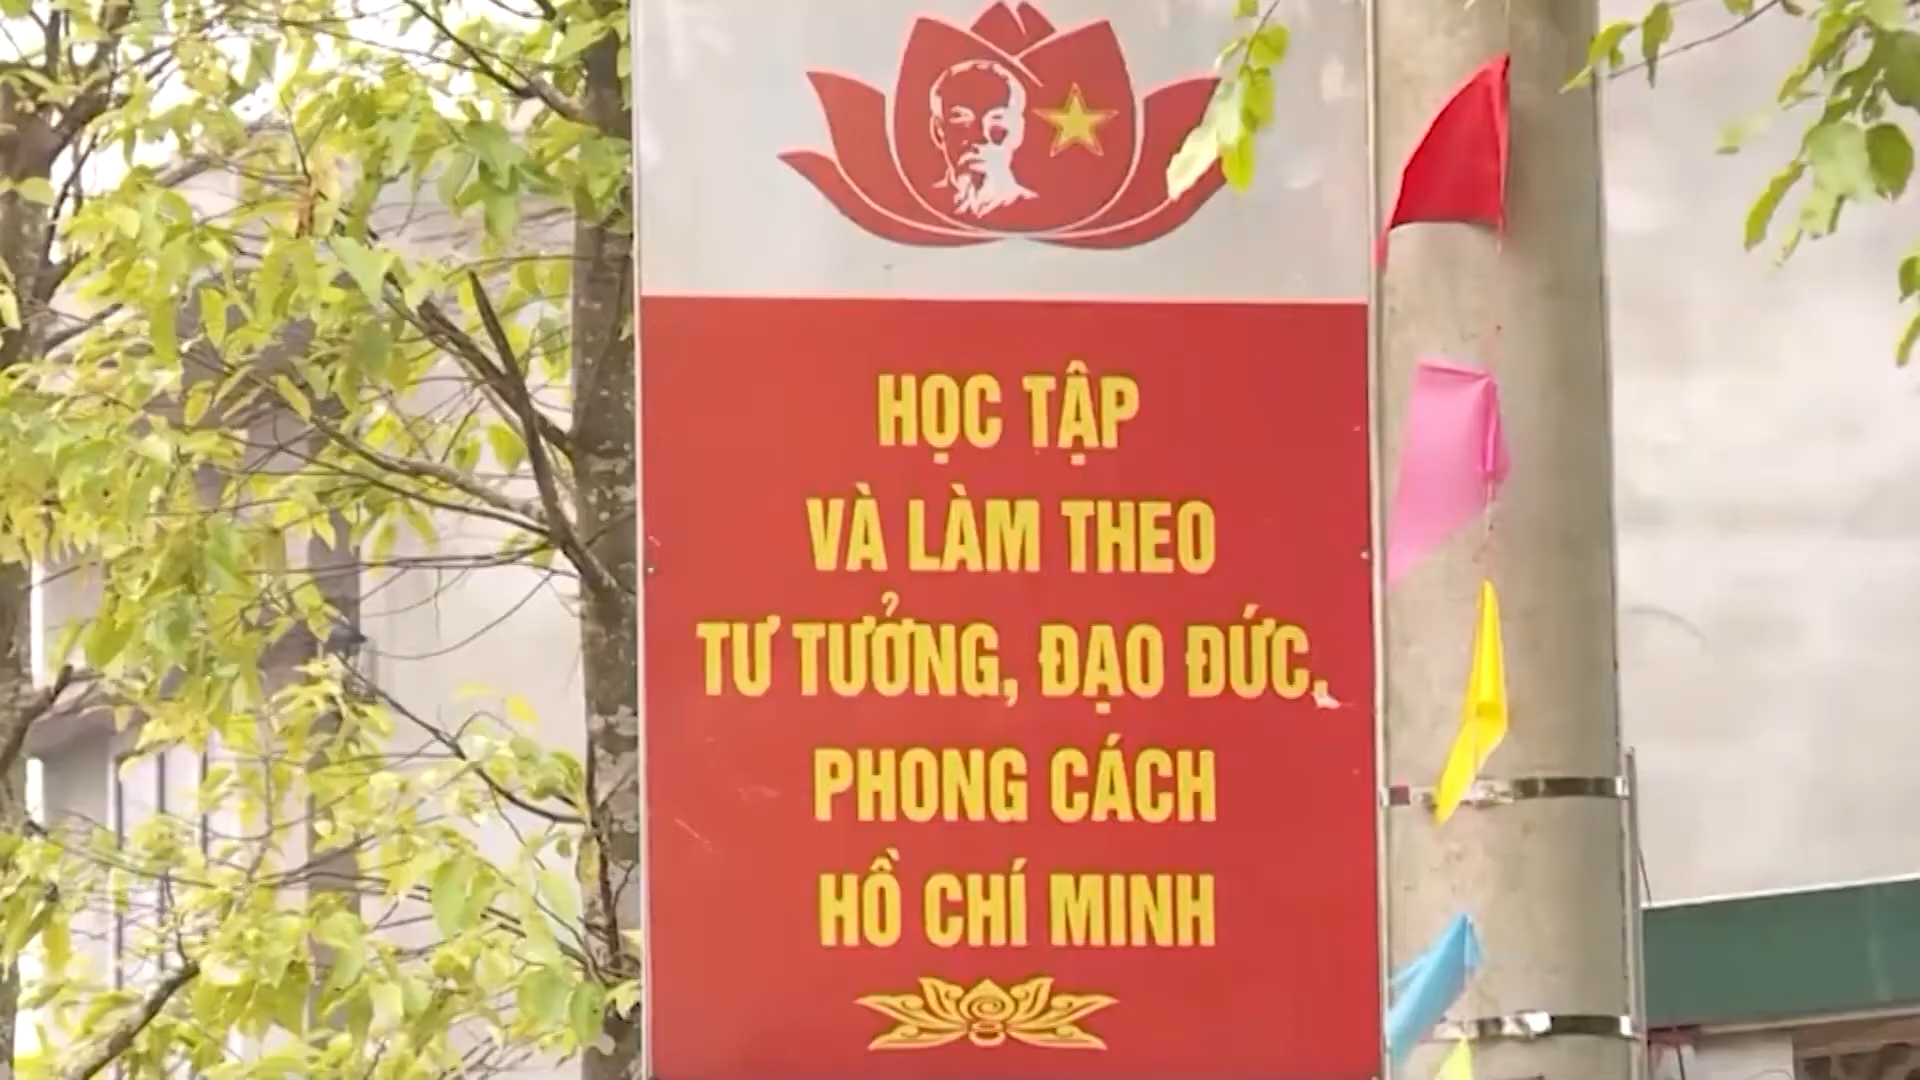 HỌC TẬP
VÀ LÀM THEO
TƯ TƯỞNG, ĐẠO ĐỨC,
PHONG CÁCH
HỒ CHÍ MINH